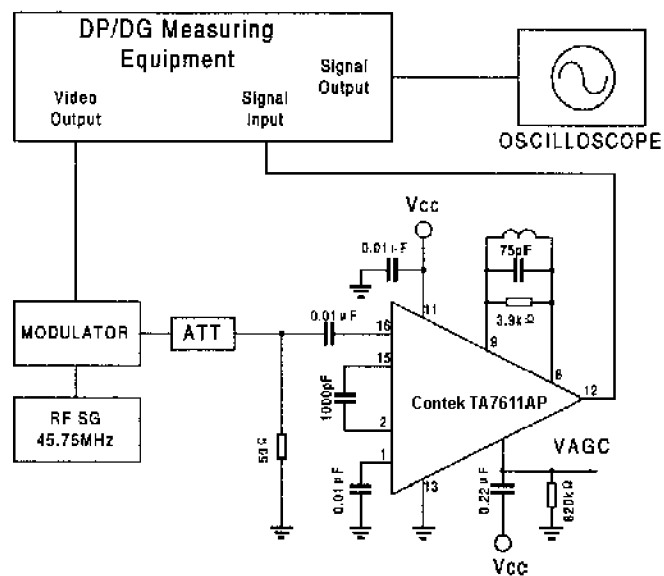 DP/DG Measuring
Equipment
Signal
Output
Video
Output
Signal
Input
OSCILLOSCOPE
Vcc
75pF
3.9kΩ
11
9
8
0.01µF
MODULATOR
ATT
16
15
12
1000pF
Contek TA7611AP
RF SG
45.75MHz
2
1
13
0.01µF
0.22µF
VAGC
620kΩ
Vcc